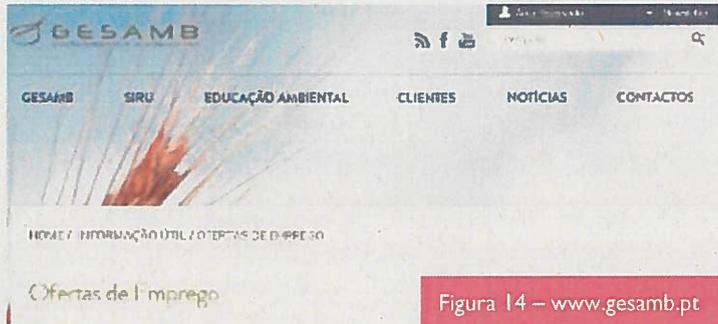 GESAMB
GESAMB SIRU EDUCAÇÃO AMBIENTAL CLIENTES NOTÍCIAS CONTACTOS
HOME / INFORMAÇÃO ÚTIL / OFERTAS DE EMPREGO
Ofertas de Emprego
Figura 14 – www.gesamb.pt